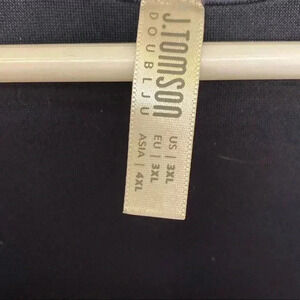 J.TOMSON
DOUBLJU
US | 3XL
EU | 3XL
ASIA | 4XL